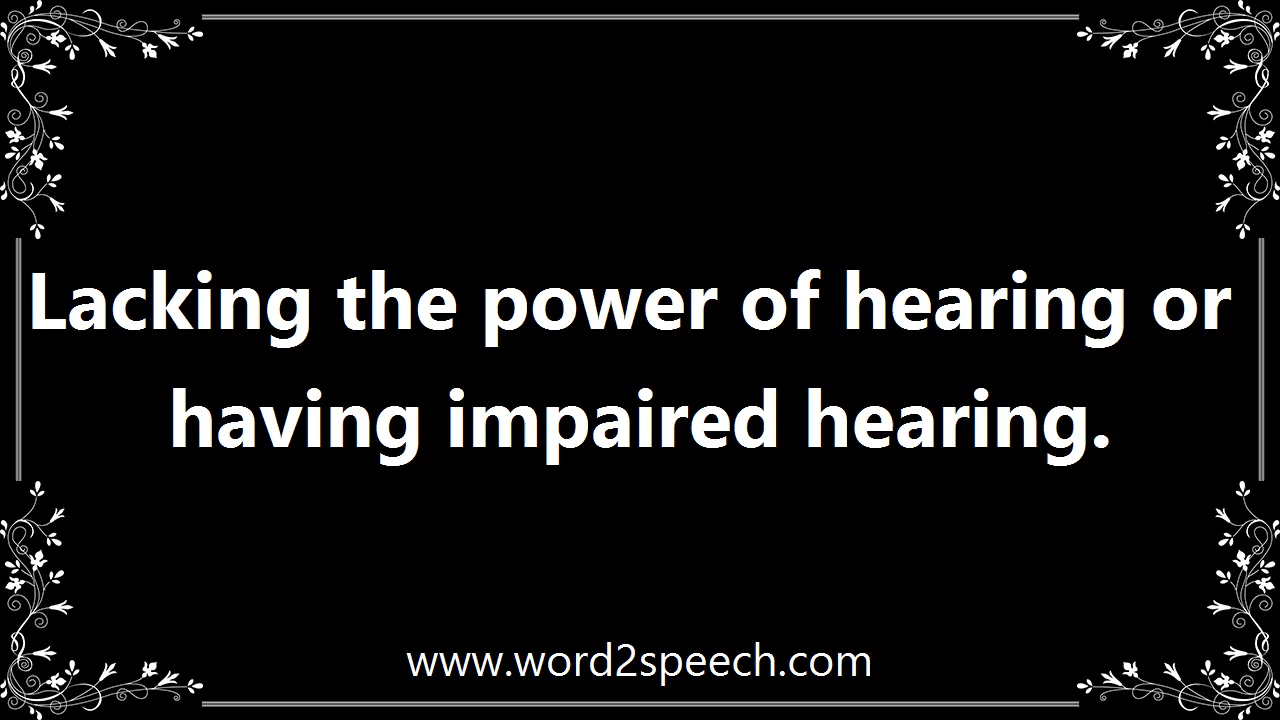 Lacking the power of hearing or
having impaired hearing.
www.word2speech.com